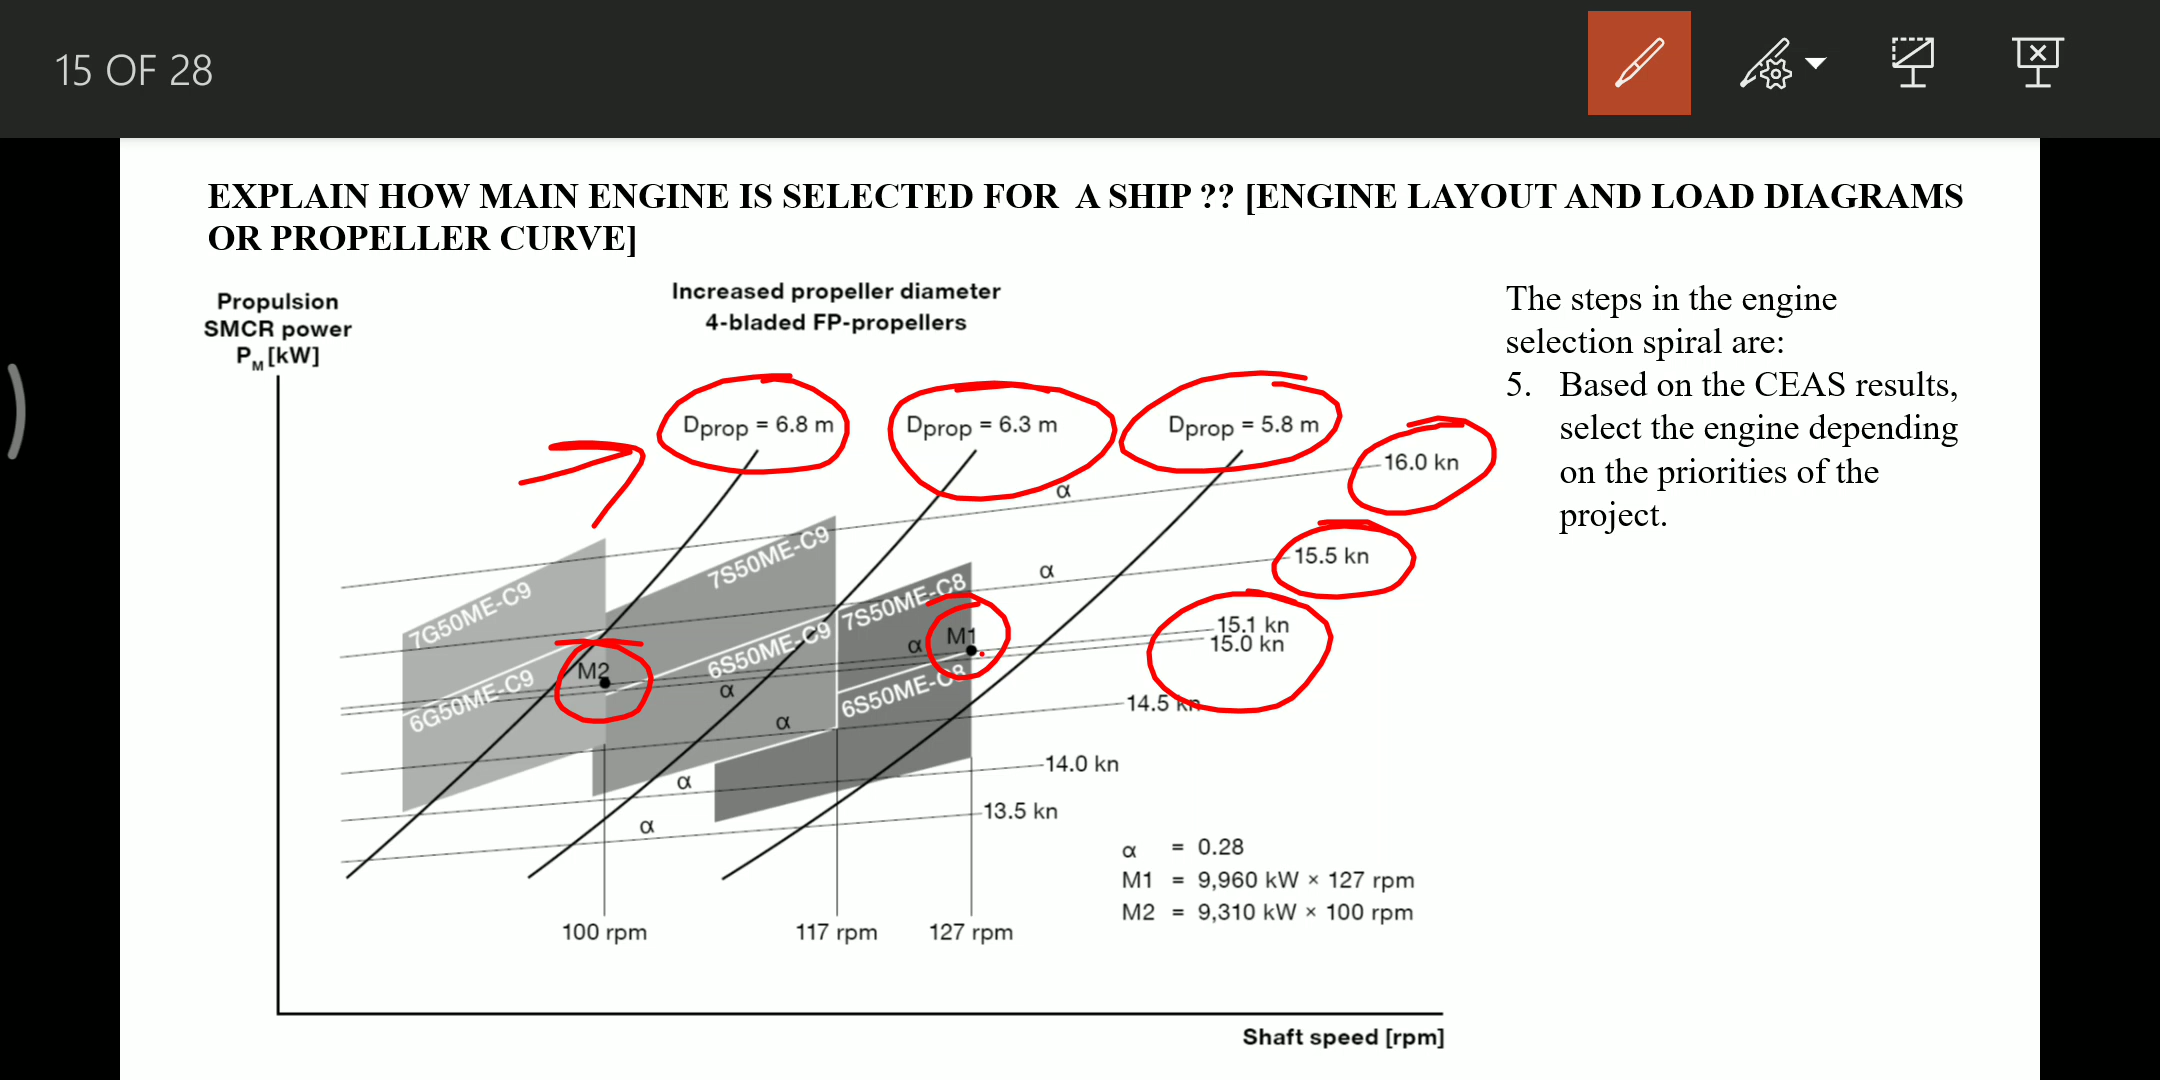 15 OF 28
EXPLAIN HOW MAIN ENGINE IS SELECTED FOR A SHIP ?? [ENGINE LAYOUT AND LOAD DIAGRAMS
OR PROPELLER CURVE]
Propulsion
SMCR power
PM [kW]
Increased propeller diameter
4-bladed FP-propellers
Dprop = 6.8 m
Dprop = 6.3 m
Dprop = 5.8 m
16.0 kn
α
15.5 kn
α
7G50ME-C9
7S50ME-C9
7S50ME-C8
6G50ME-C9
6S50ME-C9
6S50ME-C8
M2
α
M1
15.1 kn
15.0 kn
α
14.5 kn
α
14.0 kn
α
13.5 kn
α
α = 0.28
M1 = 9,960 kW × 127 rpm
M2 = 9,310 kW × 100 rpm
100 rpm
117 rpm
127 rpm
Shaft speed [rpm]
The steps in the engine
selection spiral are:
5. Based on the CEAS results,
select the engine depending
on the priorities of the
project.